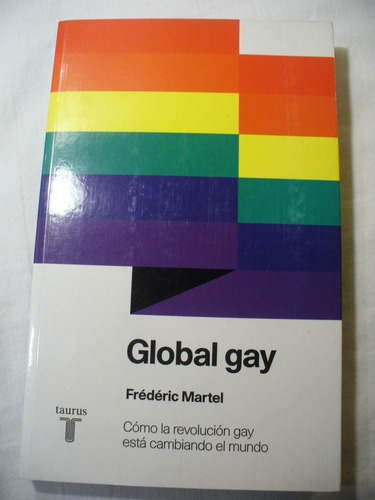 Global gay
Frédéric Martel
taurus
Cómo la revolución gay
está cambiando el mundo